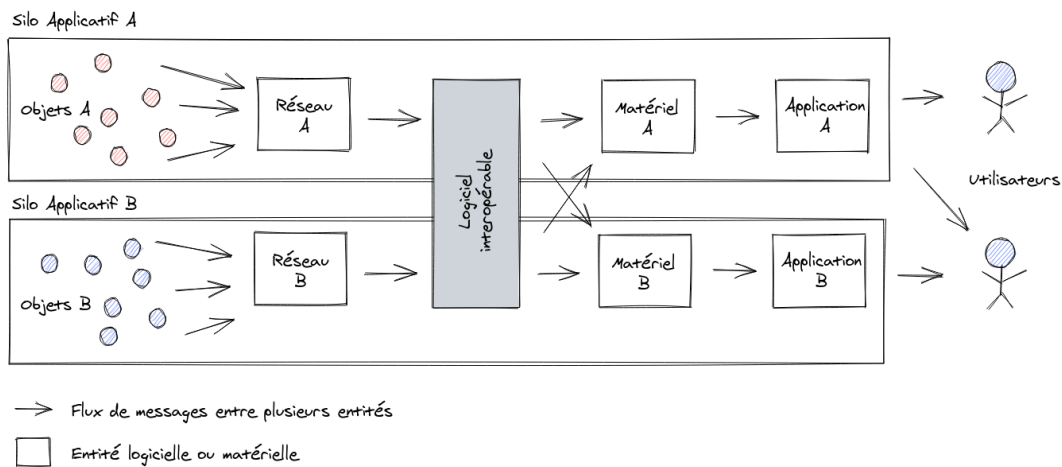 Silo Applicatif A
Objets A
Réseau
A
Logiciel
interopérable
Matériel
A
Application
A
Utilisateurs
Silo Applicatif B
Objets B
Réseau
B
Matériel
B
Application
B
Flux de messages entre plusieurs entités
Entité logicielle ou matérielle